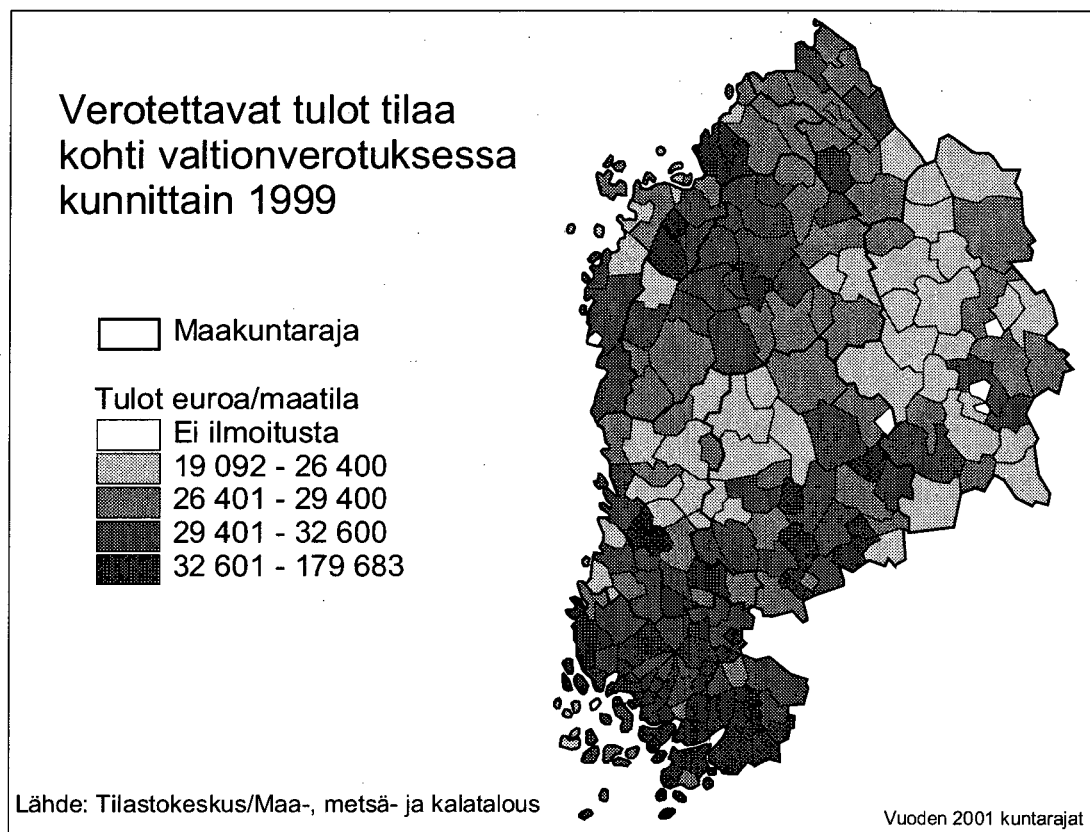 Verotettavat tulot tilaa
kohti valtionverotuksessa
kunnittain 1999
Maakuntaraja
Tulot euroa/maatila
Ei ilmoitusta
19 092 - 26 400
26 401 - 29 400
29 401 - 32 600
32 601 - 179 683
Lähde: Tilastokeskus/Maa-, metsä- ja kalatalous
Vuoden 2001 kuntarajat